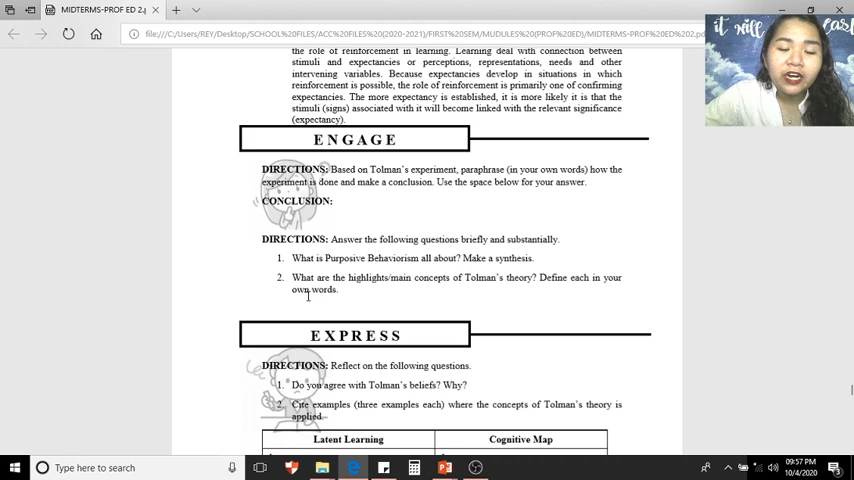 MIDTERMS-PROF ED 2.
file:///C:/Users/REY/Desktop/SCHOOL%20FILES/ACC%20FILES%20(2020-2021)/FIRST%20SEM/MUDULES%20(PROF%20ED)/MIDTERMS-PROF%20ED%202.pd
it will
the role of reinforcement in learning. Learning deal with connection between
stimuli and expectancies or perceptions, representations, needs and other
intervening variables. Because expectancies develop in situations in which
reinforcement is possible, the role of reinforcement is primarily one of confirming
expectancies. The more expectancy is established, it is more likely it is that the
stimuli (signs) associated with it will become linked with the relevant significance
(expectancy).
ENGAGE
DIRECTIONS: Based on Tolman's experiment, paraphrase (in your own words) how the
experiment is done and make a conclusion. Use the space below for your answer.
CONCLUSION:
DIRECTIONS: Answer the following questions briefly and substantially.
1. What is Purposive Behaviorism all about? Make a synthesis.
2. What are the highlights/main concepts of Tolman's theory? Define each in your
own words.
EXPRESS
DIRECTIONS: Reflect on the following questions.
1. Do you agree with Tolman's beliefs? Why?
2. Cite examples (three examples each) where the concepts of Tolman's theory is
applied.
Latent Learning
Cognitive Map
Type here to search
09:57 PM
10/4/2020